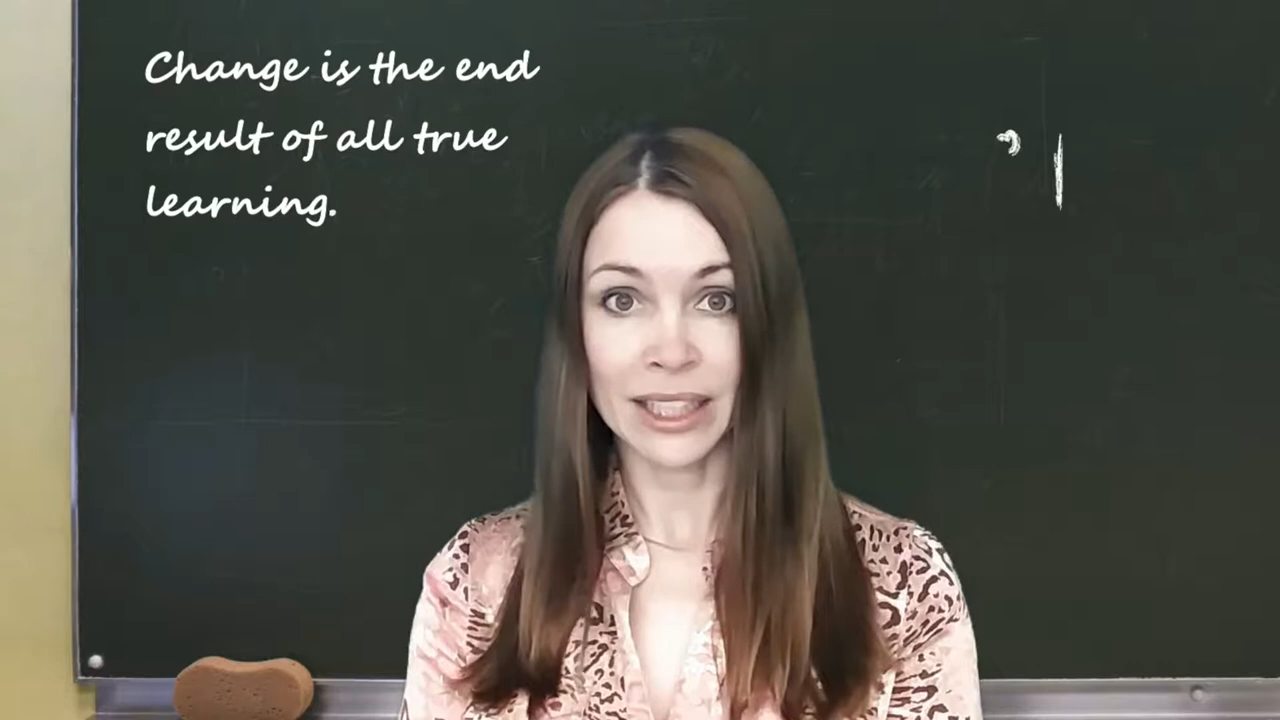 Change is the end
result of all true
learning.